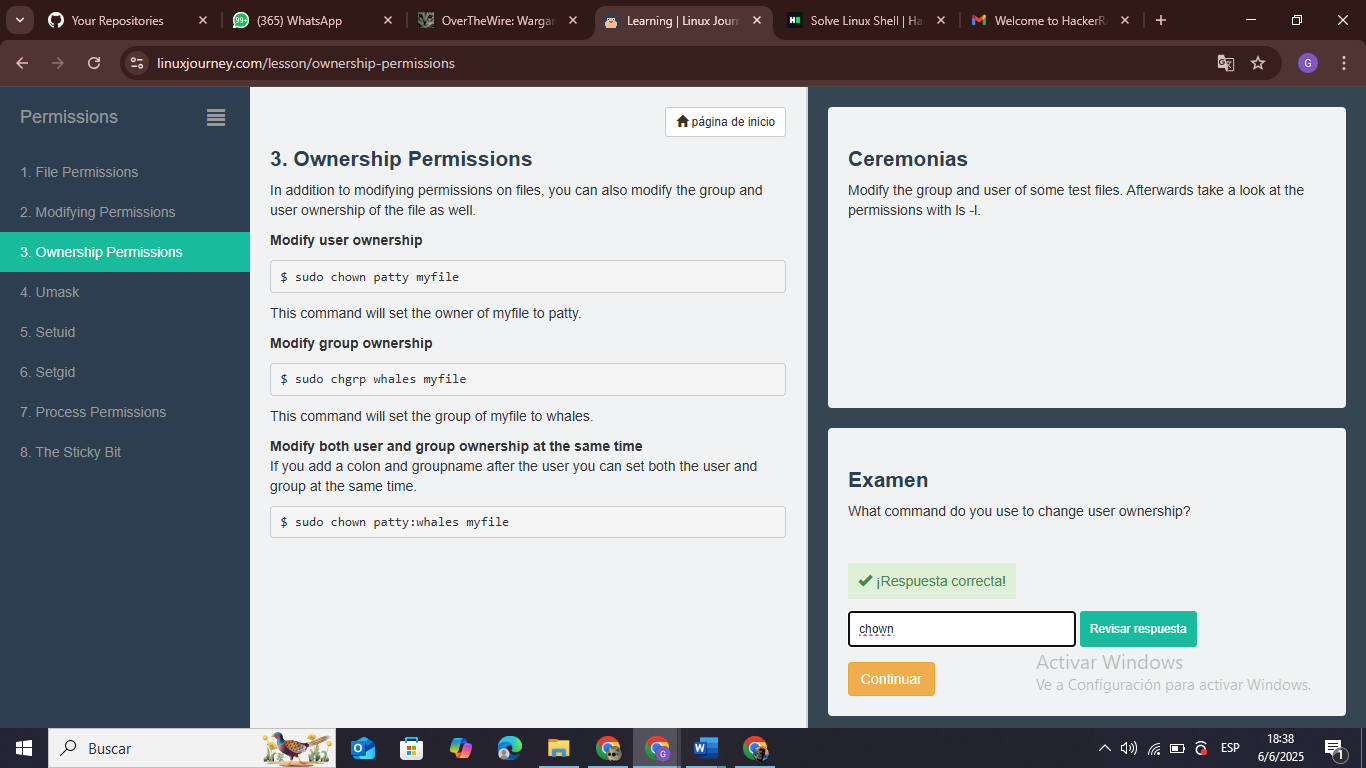 Your Repositories
99+
(365) WhatsApp
OverTheWire: Wargam
Learning | Linux Journ
Solve Linux Shell | Ha
Welcome to HackerRa
linuxjourney.com/lesson/ownership-permissions
G
Permissions
1. File Permissions
2. Modifying Permissions
3. Ownership Permissions
4. Umask
5. Setuid
6. Setgid
7. Process Permissions
8. The Sticky Bit
página de inicio
3. Ownership Permissions
In addition to modifying permissions on files, you can also modify the group and
user ownership of the file as well.
Modify user ownership
$ sudo chown patty myfile
This command will set the owner of myfile to patty.
Modify group ownership
$ sudo chgrp whales myfile
This command will set the group of myfile to whales.
Modify both user and group ownership at the same time
If you add a colon and groupname after the user you can set both the user and
group at the same time.
$ sudo chown patty:whales myfile
Ceremonias
Modify the group and user of some test files. Afterwards take a look at the
permissions with ls -l.
Examen
What command do you use to change user ownership?
¡Respuesta correcta!
chown
Revisar respuesta
Continuar
Activar Windows
Ve a Configuración para activar Windows.
Buscar
ESP
18:38
6/6/2025
1